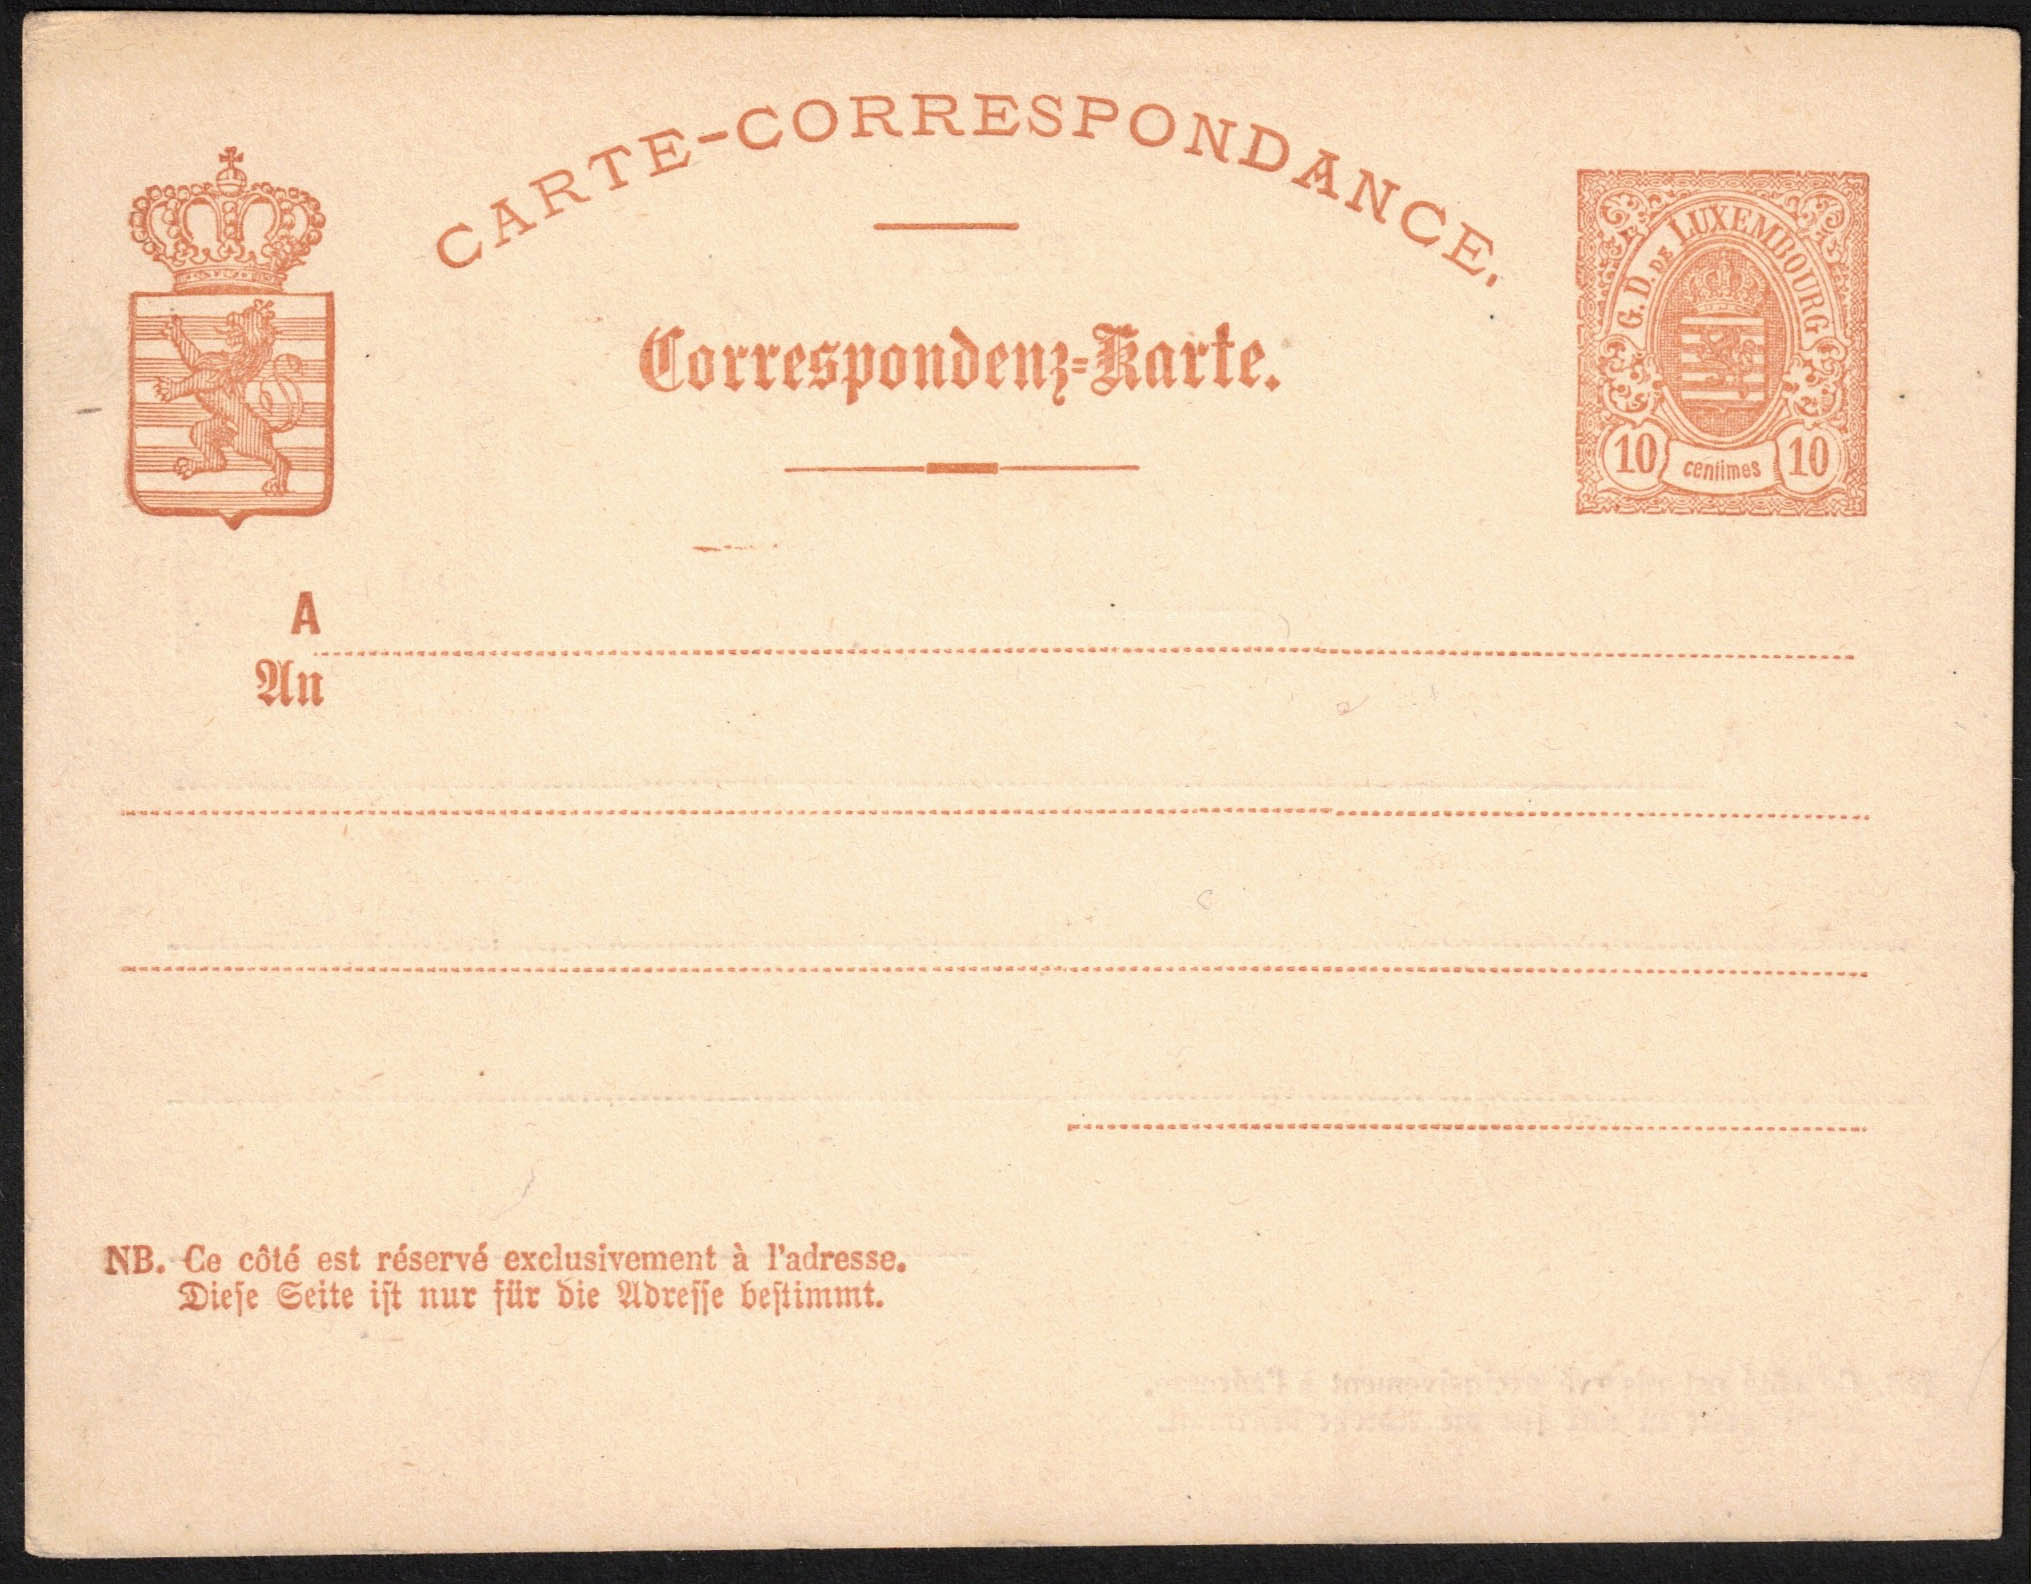 CARTE-CORRESPONDANCE.
Correspondenz=Karte.
G. D. DE LUXEMBOURG
10 centimes 10
A
An
NB. Ce côté est réservé exclusivement à l'adresse.
Dieſe Seite iſt nur für die Adreſſe beſtimmt.